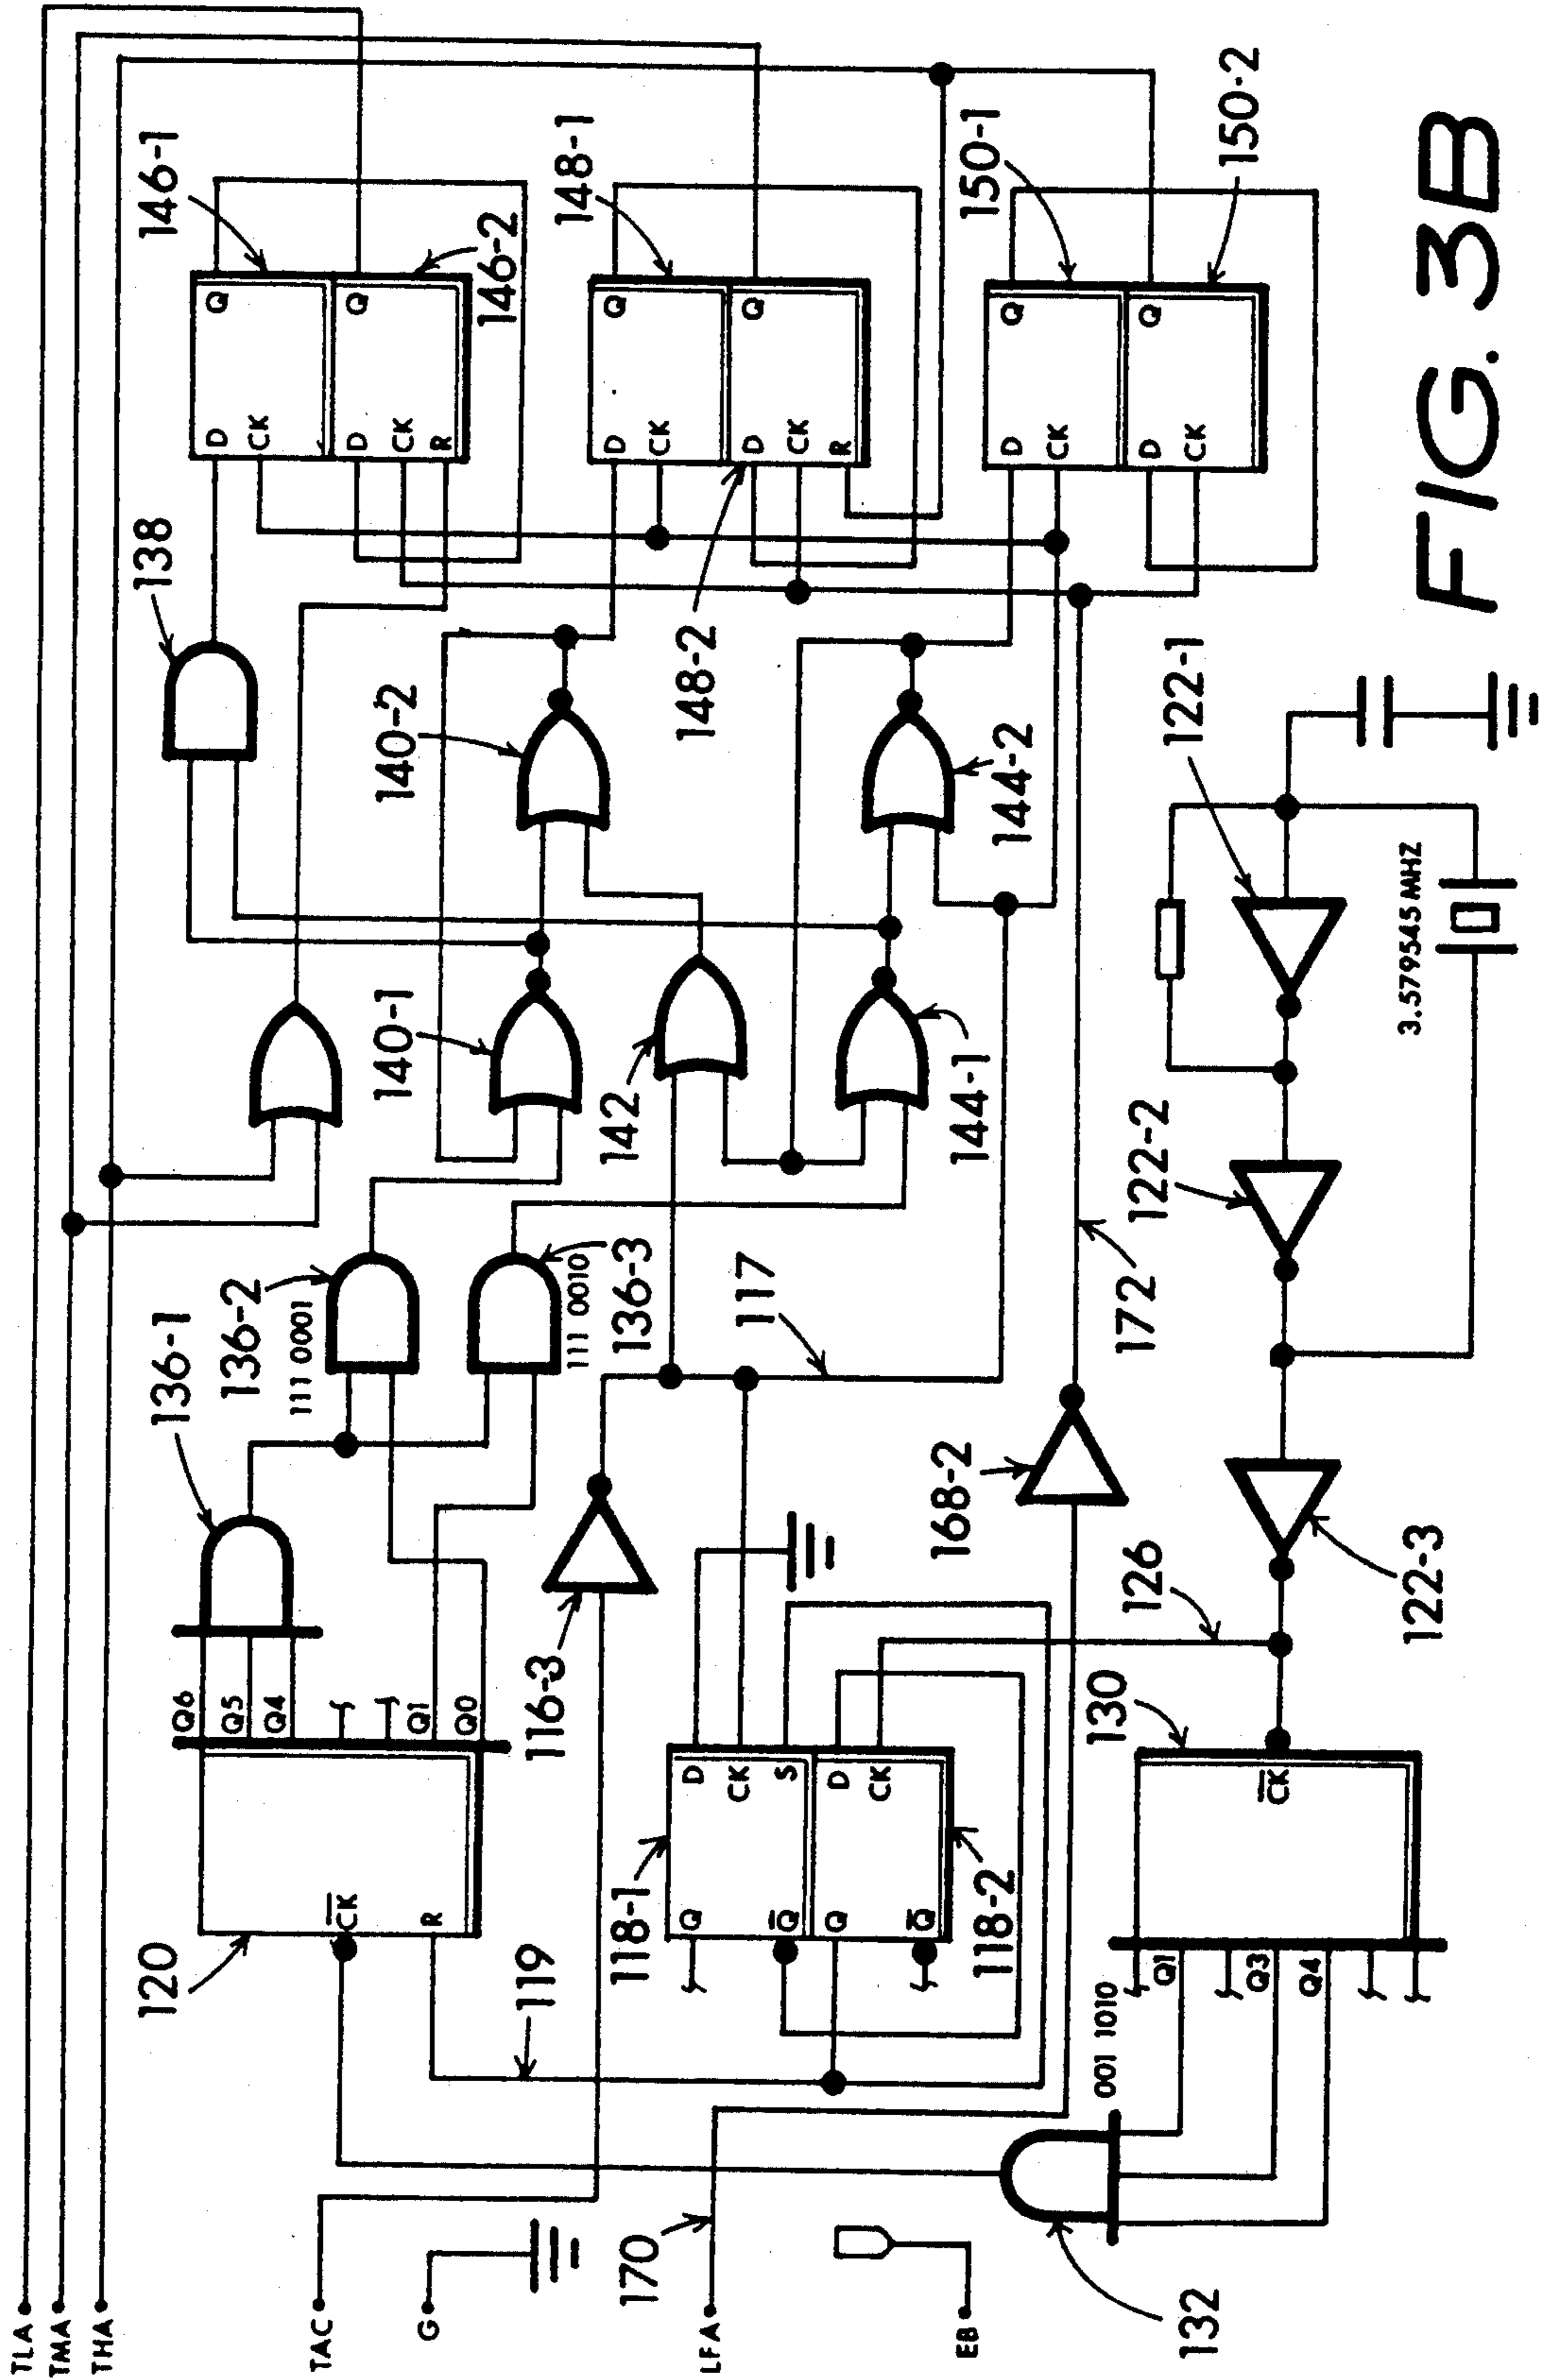 TLA
TMA
THA
TAC
G
LFA
EB
170
132
120
CK
R
Q6
Q5
Q4
Q1
Q0
119
136-1
136-2
111 0001
136-3
111 0010
116-3
117
118-1
118-2
Q
Q
Q
Q
D
CK
S
D
CK
130
CK
Q1
Q3
Q4
001 1010
126
168-2
172
122-3
122-2
122-1
3.579545 MHZ
138
140-1
140-2
142
144-1
144-2
146-1
146-2
D
CK
Q
D
CK
R
Q
148-1
148-2
D
CK
Q
D
CK
R
Q
150-1
150-2
D
CK
Q
D
CK
Q
FIG. 3B